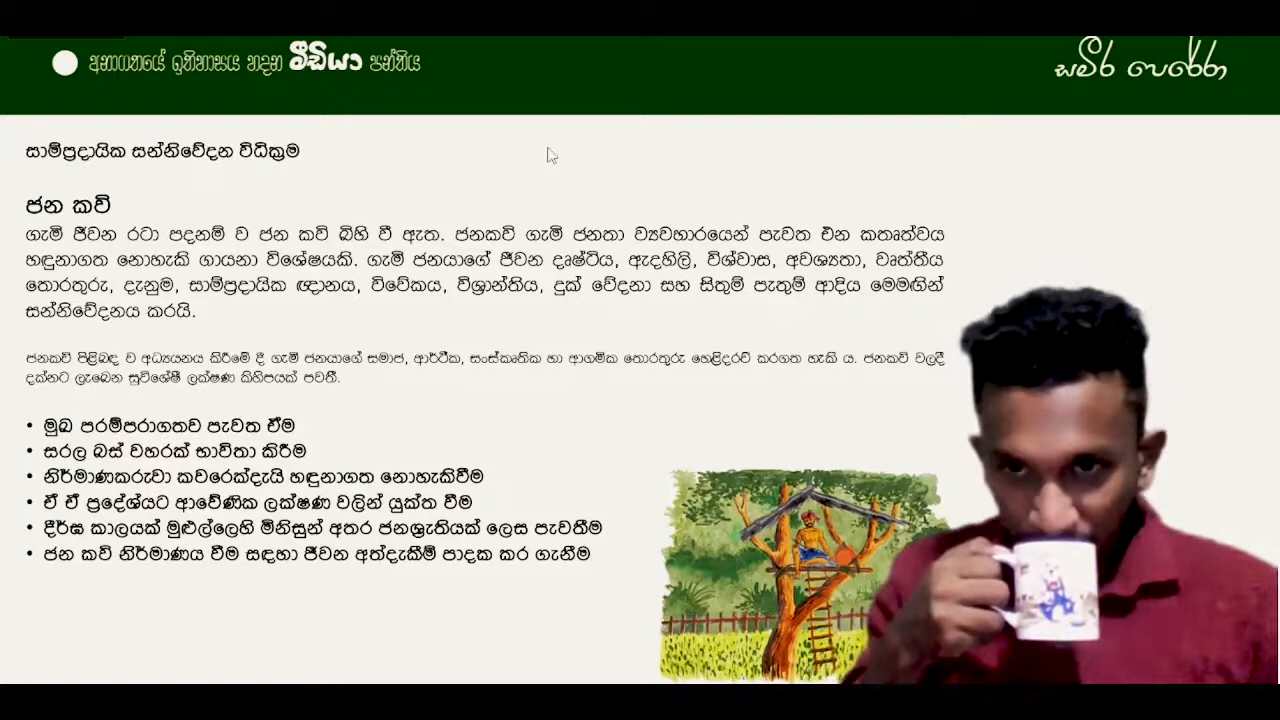 අනාගතයේ ඉතිහාසය හදන මීඩියා පන්තිය
සමීර පෙරේරා
සාම්ප්‍රදායික සන්නිවේදන විධික්‍රම
ජන කවි
ගැමි ජීවන රටා පදනම් ව ජන කවි බිහි වී ඇත. ජනකවි ගැමි ජනතා ව්‍යවහාරයෙන් පැවත එන කතෘත්වය
හඳුනාගත නොහැකි ගායනා විශේෂයකි. ගැමි ජනයාගේ ජීවන දෘෂ්ටිය, ඇදහිලි, විශ්වාස, අවශ්‍යතා, වෘත්තීය
තොරතුරු, දැනුම, සාම්ප්‍රදායික ඥානය, විවේකය, විශ්‍රාන්තිය, දුක් වේදනා සහ සිතුම් පැතුම් ආදිය මෙමඟින්
සන්නිවේදනය කරයි.
ජනකවි පිළිබඳ ව අධ්‍යයනය කිරීමේ දී ගැමි ජනයාගේ සමාජ, ආර්ථික, සංස්කෘතික හා ආගමික තොරතුරු හෙළිදරව් කරගත හැකි ය. ජනකවි වලදී
දක්නට ලැබෙන සුවිශේෂී ලක්ෂණ කිහිපයක් පවතී.
• මුඛ පරම්පරාගතව පැවත ඒම
• සරල බස් වහරක් භාවිතා කිරීම
• නිර්මාණකරුවා කවරෙක්දැයි හඳුනාගත නොහැකිවීම
• ඒ ඒ ප්‍රදේශයට ආවේණික ලක්ෂණ වලින් යුක්ත වීම
• දීර්ඝ කාලයක් මුළුල්ලෙහි මිනිසුන් අතර ජනශ්‍රැතියක් ලෙස පැවතීම
• ජන කවි නිර්මාණය වීම සඳහා ජීවන අත්දැකීම් පාදක කර ගැනීම